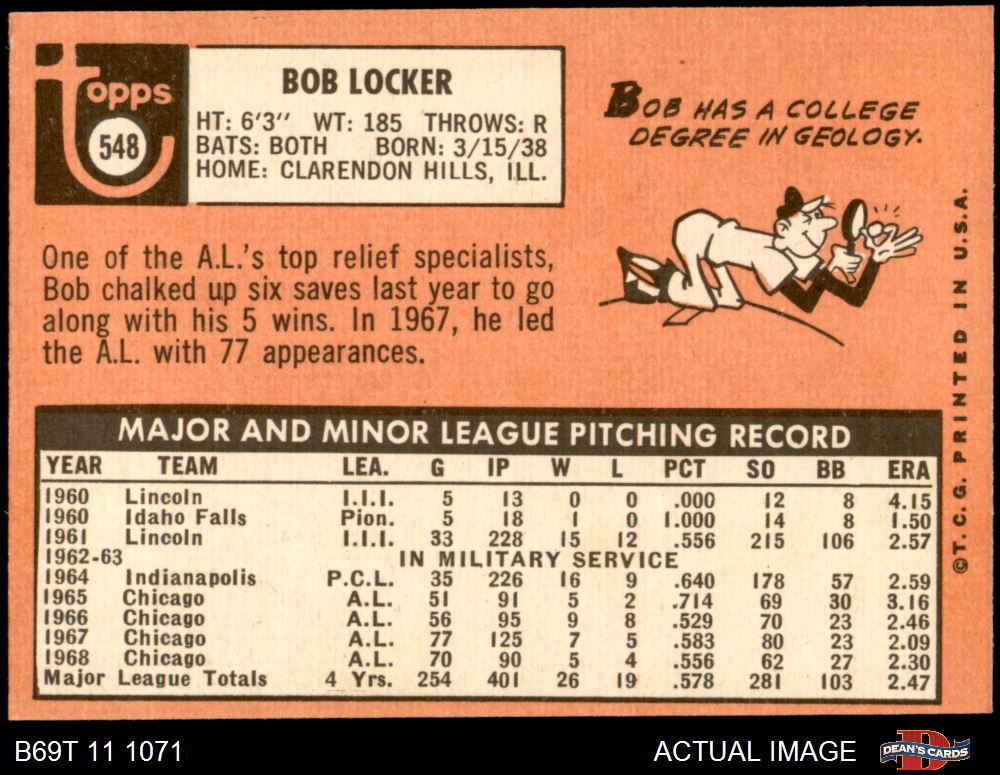 topps
548
BOB LOCKER
HT: 6'3" WT: 185 THROWS: R
BATS: BOTH BORN: 3/15/38
HOME: CLARENDON HILLS, ILL.
BOB HAS A COLLEGE
DEGREE IN GEOLOGY.
One of the A.L.'s top relief specialists,
Bob chalked up six saves last year to go
along with his 5 wins. In 1967, he led
the A.L. with 77 appearances.
MAJOR AND MINOR LEAGUE PITCHING RECORD
YEAR TEAM LEA. G IP W L PCT SO BB ERA
1960 Lincoln I.I.I. 5 13 0 0 .000 12 8 4.15
1960 Idaho Falls Pion. 5 18 1 0 1.000 14 8 1.50
1961 Lincoln I.I.I. 33 228 15 12 .556 215 106 2.57
1962-63 IN MILITARY SERVICE
1964 Indianapolis P.C.L. 35 226 16 9 .640 178 57 2.59
1965 Chicago A.L. 51 91 5 2 .714 69 30 3.16
1966 Chicago A.L. 56 95 9 8 .529 70 23 2.46
1967 Chicago A.L. 77 125 7 5 .583 80 23 2.09
1968 Chicago A.L. 70 90 5 4 .556 62 27 2.30
Major League Totals 4 Yrs. 254 401 26 19 .578 281 103 2.47
©T. C. G. PRINTED IN U.S.A.
B69T 11 1071
ACTUAL IMAGE
DEAN'S CARDS